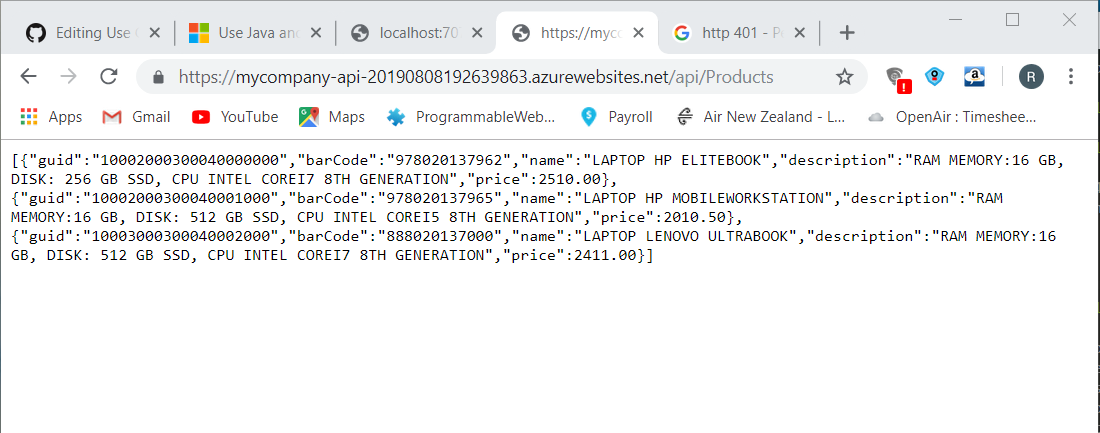 Editing Use
Use Java an
localhost:70
https://myc
http 401 - P
https://mycompany-api-20190808192639863.azurewebsites.net/api/Products
R
Apps
Gmail
YouTube
Maps
ProgrammableWeb...
Payroll
Air New Zealand - L...
OpenAir : Timeshee...
[{"guid":"10002000300040000000","barCode":"978020137962","name":"LAPTOP HP ELITEBOOK","description":"RAM MEMORY:16 GB,
DISK: 256 GB SSD, CPU INTEL COREI7 8TH GENERATION","price":2510.00},
{"guid":"10002000300040001000","barCode":"978020137965","name":"LAPTOP HP MOBILEWORKSTATION","description":"RAM
MEMORY:16 GB, DISK: 512 GB SSD, CPU INTEL COREI5 8TH GENERATION","price":2010.50},
{"guid":"10003000300040002000","barCode":"888020137000","name":"LAPTOP LENOVO ULTRABOOK","description":"RAM MEMORY:16
GB, DISK: 512 GB SSD, CPU INTEL COREI7 8TH GENERATION","price":2411.00}]